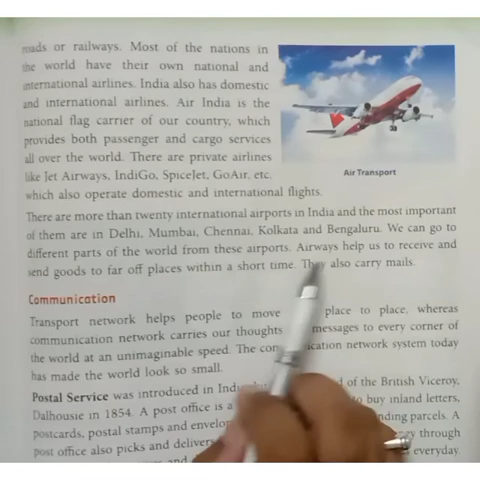 roads or railways. Most of the nations in
the world have their own national and
international airlines. India also has domestic
and international airlines. Air India is the
national flag carrier of our country, which
provides both passenger and cargo services
all over the world. There are private airlines
like Jet Airways, IndiGo, SpiceJet, GoAir, etc.
which also operate domestic and international flights.
Air Transport
There are more than twenty international airports in India and the most important
of them are in Delhi, Mumbai, Chennai, Kolkata and Bengaluru. We can go to
different parts of the world from these airports. Airways help us to receive and
send goods to far off places within a short time. They also carry mails.
Communication
Transport network helps people to move place to place, whereas
communication network carries our thoughts messages to every corner of
the world at an unimaginable speed. The network system today
has made the world look so small.
Postal Service was introduced in of the British Viceroy,
Dalhousie in 1854. A post office is a to buy inland letters,
postcards, postal stamps and parcels. A
post office also picks and through
and everyday.